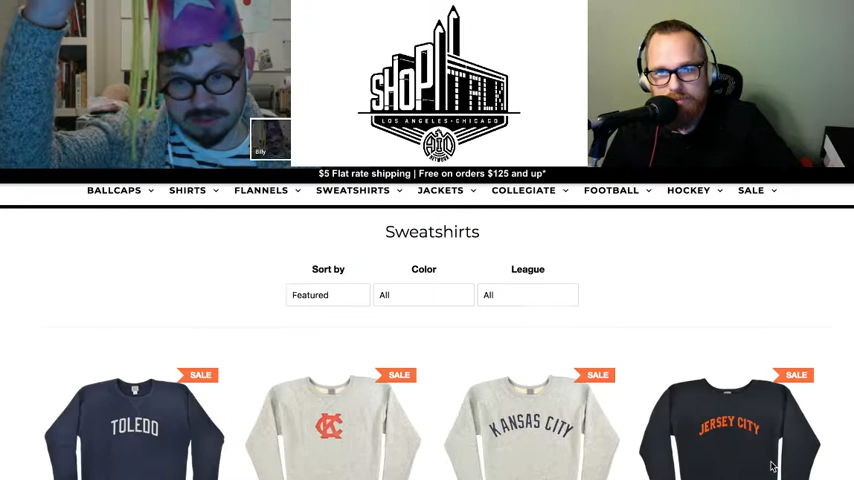 SHOP TALK
LOS ANGELES • CHICAGO
NETWORK
Billy
$5 Flat rate shipping | Free on orders $125 and up*
BALLCAPS SHIRTS FLANNELS SWEATSHIRTS JACKETS COLLEGIATE FOOTBALL HOCKEY SALE
Sweatshirts
Sort by Color League
Featured All All
SALE SALE SALE SALE
TOLEDO KC KANSAS CITY JERSEY CITY